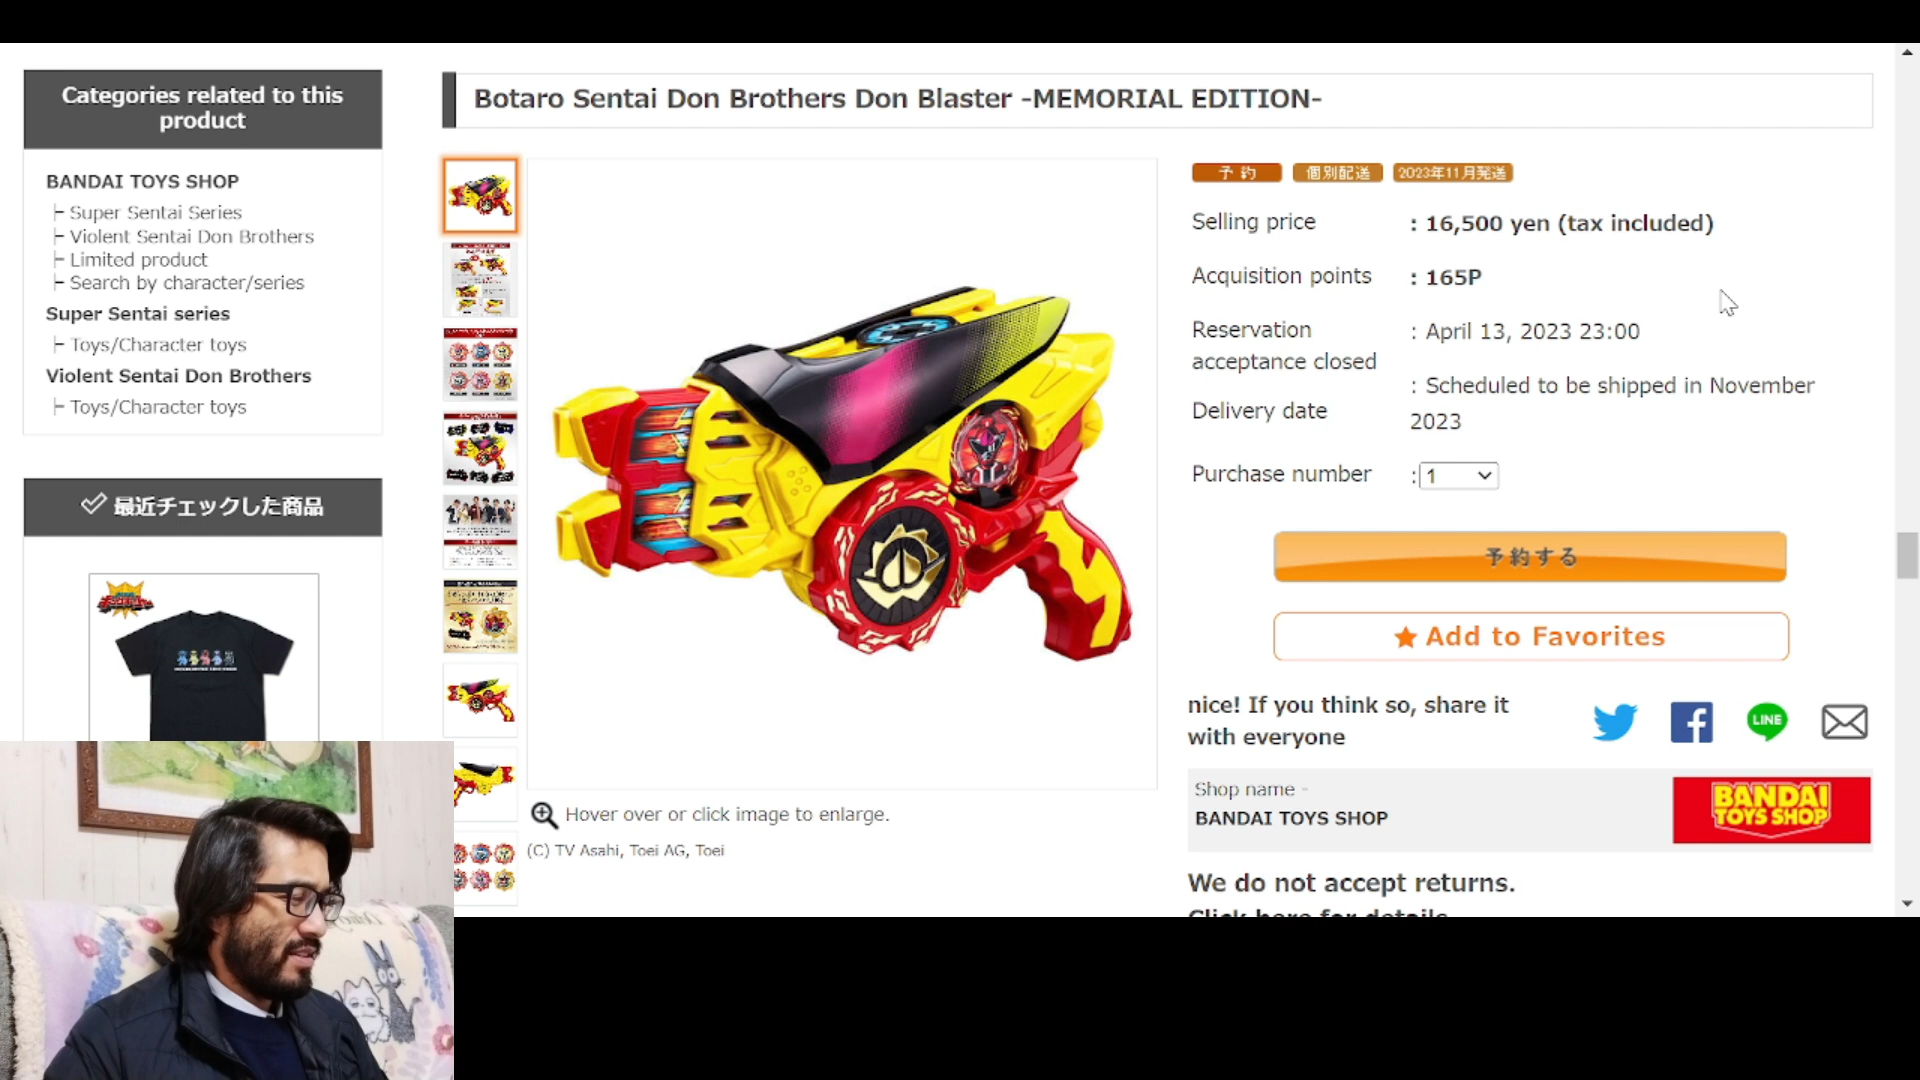 Categories related to this
product
BANDAI TOYS SHOP
├ Super Sentai Series
├ Violent Sentai Don Brothers
├ Limited product
├ Search by character/series
Super Sentai series
├ Toys/Character toys
Violent Sentai Don Brothers
├ Toys/Character toys
最近チェックした商品
Botaro Sentai Don Brothers Don Blaster -MEMORIAL EDITION-
予約 個別配送 2023年11月発送
Selling price : 16,500 yen (tax included)
Acquisition points : 165P
Reservation
acceptance closed : April 13, 2023 23:00
Delivery date : Scheduled to be shipped in November
2023
Purchase number : 1
予約する
★ Add to Favorites
nice! If you think so, share it
with everyone
LINE
Shop name -
BANDAI TOYS SHOP
BANDAI
TOYS SHOP
We do not accept returns.
Click here for details
Hover over or click image to enlarge.
(C) TV Asahi, Toei AG, Toei